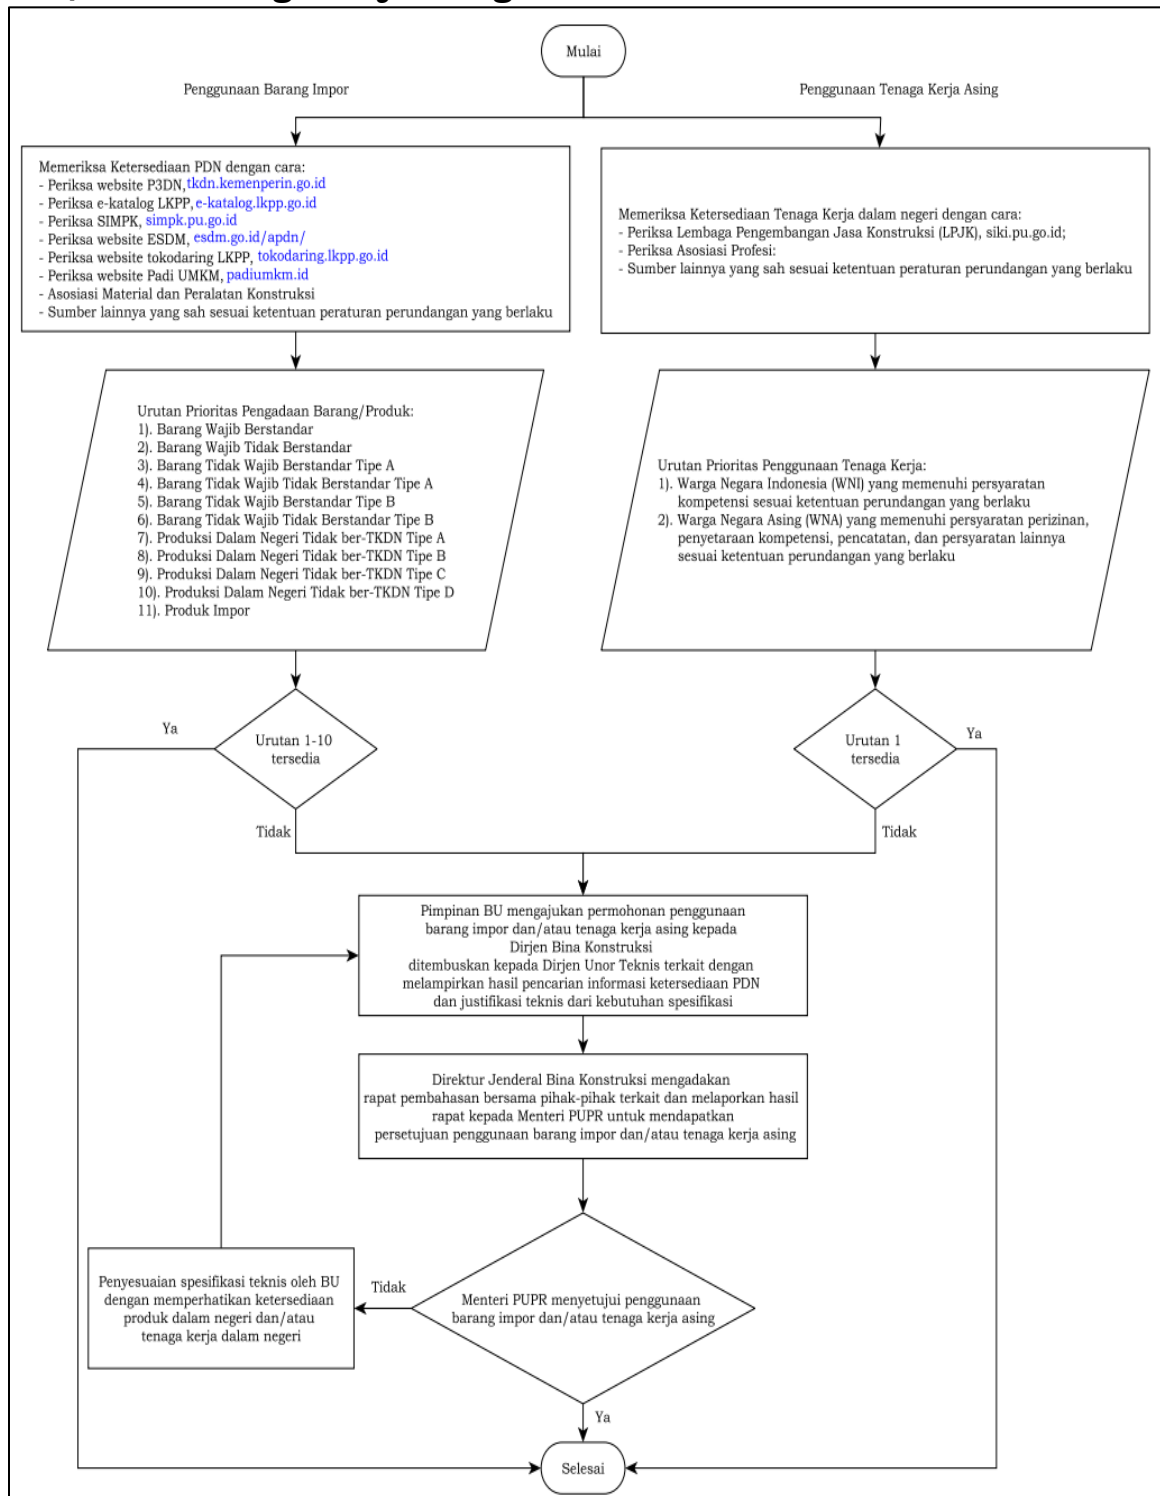 Mulai
Penggunaan Barang Impor
Penggunaan Tenaga Kerja Asing
Memeriksa Ketersediaan PDN dengan cara:
- Periksa website P3DN, tkdn.kemenperin.go.id
- Periksa e-katalog LKPP, e-katalog.lkpp.go.id
- Periksa SIMPK, simpk.pu.go.id
- Periksa website ESDM, esdm.go.id/apdn/
- Periksa website tokodaring LKPP, tokodaring.lkpp.go.id
- Periksa website Padi UMKM, padiumkm.id
- Asosiasi Material dan Peralatan Konstruksi
- Sumber lainnya yang sah sesuai ketentuan peraturan perundangan yang berlaku
Memeriksa Ketersediaan Tenaga Kerja dalam negeri dengan cara:
- Periksa Lembaga Pengembangan Jasa Konstruksi (LPJK), siki.pu.go.id;
- Periksa Asosiasi Profesi:
- Sumber lainnya yang sah sesuai ketentuan peraturan perundangan yang berlaku
Urutan Prioritas Pengadaan Barang/Produk:
1). Barang Wajib Berstandar
2). Barang Wajib Tidak Berstandar
3). Barang Tidak Wajib Berstandar Tipe A
4). Barang Tidak Wajib Tidak Berstandar Tipe A
5). Barang Tidak Wajib Berstandar Tipe B
6). Barang Tidak Wajib Tidak Berstandar Tipe B
7). Produksi Dalam Negeri Tidak ber-TKDN Tipe A
8). Produksi Dalam Negeri Tidak ber-TKDN Tipe B
9). Produksi Dalam Negeri Tidak ber-TKDN Tipe C
10). Produksi Dalam Negeri Tidak ber-TKDN Tipe D
11). Produk Impor
Urutan Prioritas Penggunaan Tenaga Kerja:
1). Warga Negara Indonesia (WNI) yang memenuhi persyaratan
kompetensi sesuai ketentuan perundangan yang berlaku
2). Warga Negara Asing (WNA) yang memenuhi persyaratan perizinan,
penyetaraan kompetensi, pencatatan, dan persyaratan lainnya
sesuai ketentuan perundangan yang berlaku
Ya
Urutan 1-10
tersedia
Tidak
Urutan 1
tersedia
Ya
Tidak
Pimpinan BU mengajukan permohonan penggunaan
barang impor dan/atau tenaga kerja asing kepada
Dirjen Bina Konstruksi
ditembuskan kepada Dirjen Unor Teknis terkait dengan
melampirkan hasil pencarian informasi ketersediaan PDN
dan justifikasi teknis dari kebutuhan spesifikasi
Direktur Jenderal Bina Konstruksi mengadakan
rapat pembahasan bersama pihak-pihak terkait dan melaporkan hasil
rapat kepada Menteri PUPR untuk mendapatkan
persetujuan penggunaan barang impor dan/atau tenaga kerja asing
Penyesuaian spesifikasi teknis oleh BU
dengan memperhatikan ketersediaan
produk dalam negeri dan/atau
tenaga kerja dalam negeri
Tidak
Menteri PUPR menyetujui penggunaan
barang impor dan/atau tenaga kerja asing
Ya
Selesai